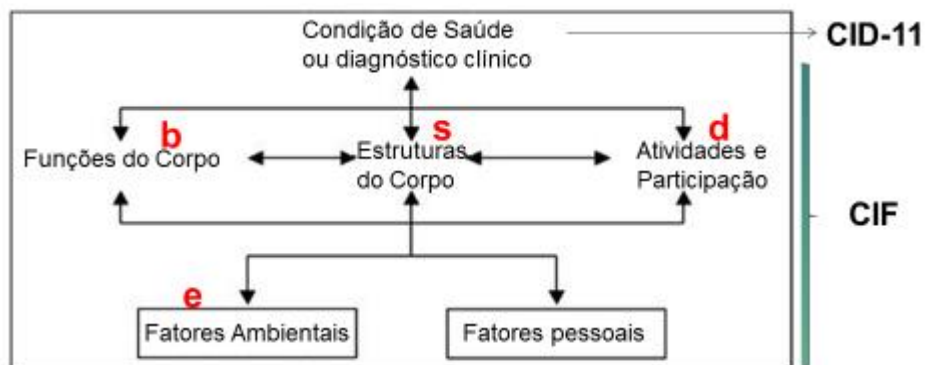 Condição de Saúde
ou diagnóstico clínico
CID-11
b
s
d
Funções do Corpo
Estruturas
do Corpo
Atividades e
Participação
CIF
e
Fatores Ambientais
Fatores pessoais